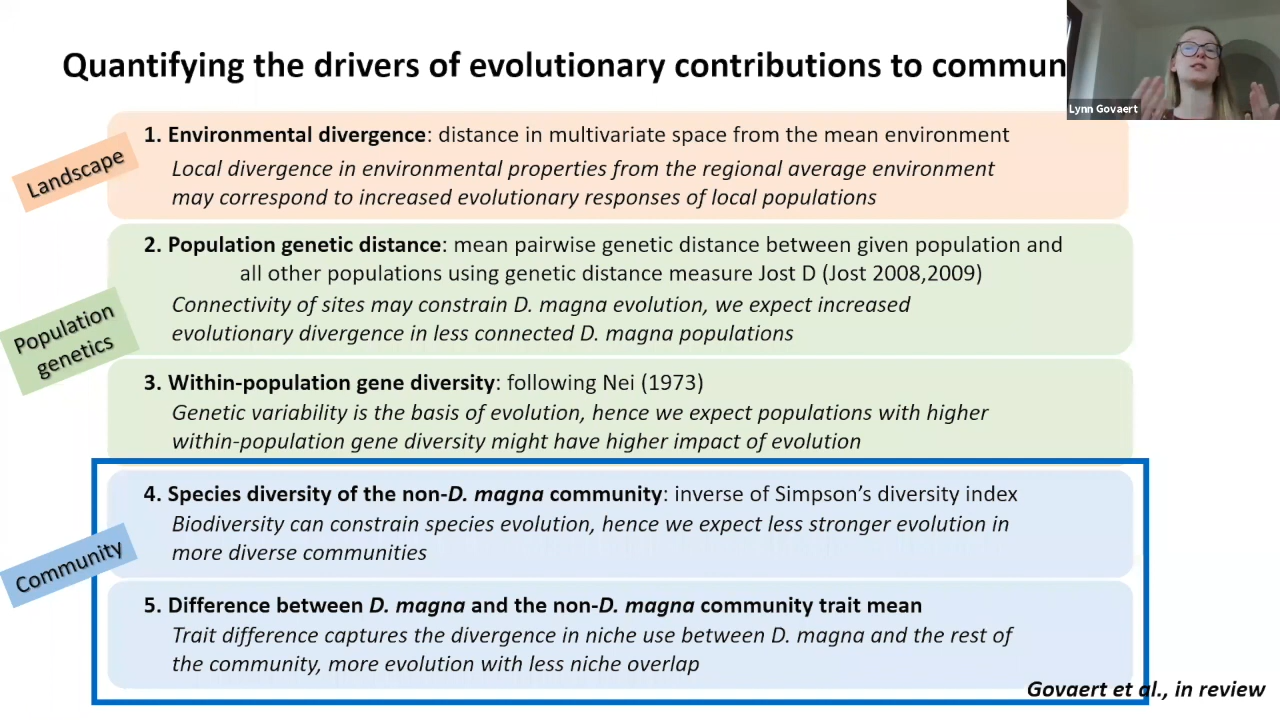 Quantifying the drivers of evolutionary contributions to commun
Lynn Govaert
Landscape
1. Environmental divergence: distance in multivariate space from the mean environment
Local divergence in environmental properties from the regional average environment
may correspond to increased evolutionary responses of local populations
Population
genetics
2. Population genetic distance: mean pairwise genetic distance between given population and
all other populations using genetic distance measure Jost D (Jost 2008,2009)
Connectivity of sites may constrain D. magna evolution, we expect increased
evolutionary divergence in less connected D. magna populations
3. Within-population gene diversity: following Nei (1973)
Genetic variability is the basis of evolution, hence we expect populations with higher
within-population gene diversity might have higher impact of evolution
Community
4. Species diversity of the non-D. magna community: inverse of Simpson’s diversity index
Biodiversity can constrain species evolution, hence we expect less stronger evolution in
more diverse communities
5. Difference between D. magna and the non-D. magna community trait mean
Trait difference captures the divergence in niche use between D. magna and the rest of
the community, more evolution with less niche overlap
Govaert et al., in review